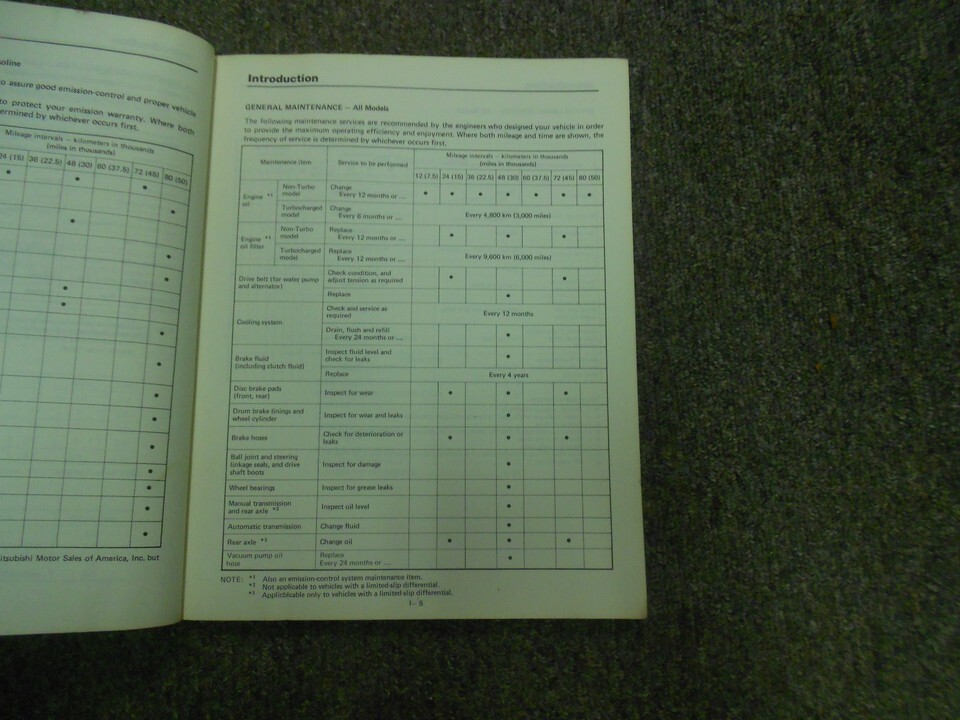 soline
to assure good emission-control and proper vehicle
to protect your emission warranty. Where both
ermined by whichever occurs first.
Mileage intervals — kilometers in thousands
(miles in thousands)
24 (15) 36 (22.5) 48 (30) 60 (37.5) 72 (45) 80 (50)
itsubishi Motor Sales of America, Inc. but
Introduction
GENERAL MAINTENANCE – All Models
The following maintenance services are recommended by the engineers who designed your vehicle in order
to provide the maximum operating efficiency and enjoyment. Where both mileage and time are shown, the
frequency of service is determined by whichever occurs first.
Maintenance item Service to be performed Mileage intervals – kilometers in thousands
(miles in thousands)
12 (7.5) 24 (15) 36 (22.5) 48 (30) 60 (37.5) 72 (45) 80 (50)
Engine *1
oil
Non-Turbo
model
Change
Every 12 months or ... • • • • • • •
Turbocharged
model
Change
Every 6 months or .... Every 4,800 km (3,000 miles)
Engine *1
oil filter
Non-Turbo
model
Replace
Every 12 months or .... • • •
Turbocharged
model
Replace
Every 12 months or .... Every 9,600 km (6,000 miles)
Drive belt (for water pump
and alternator)
Check condition, and
adjust tension as required • •
Replace •
Cooling system
Check and service as
required
Every 12 months
Drain, flush and refill
Every 24 months or .... •
Brake fluid
(including clutch fluid)
Inspect fluid level and
check for leaks •
Replace Every 4 years
Disc brake pads
(front, rear)
Inspect for wear • • •
Drum brake linings and
wheel cylinder
Inspect for wear and leaks •
Brake hoses
Check for deterioration or
leaks • • •
Ball joint and steering
linkage seals, and drive
shaft boots
Inspect for damage •
Wheel bearings Inspect for grease leaks •
Manual transmission
and rear axle *2
Inspect oil level •
Automatic transmission Change fluid •
Rear axle *3 Change oil • • •
Vacuum pump oil
hose
Replace
Every 24 months or .... •
NOTE: *1 Also an emission-control system maintenance item.
*2 Not applicable to vehicles with a limited-slip differential.
*3 Applicable only to vehicles with a limited-slip differential.
I– 5